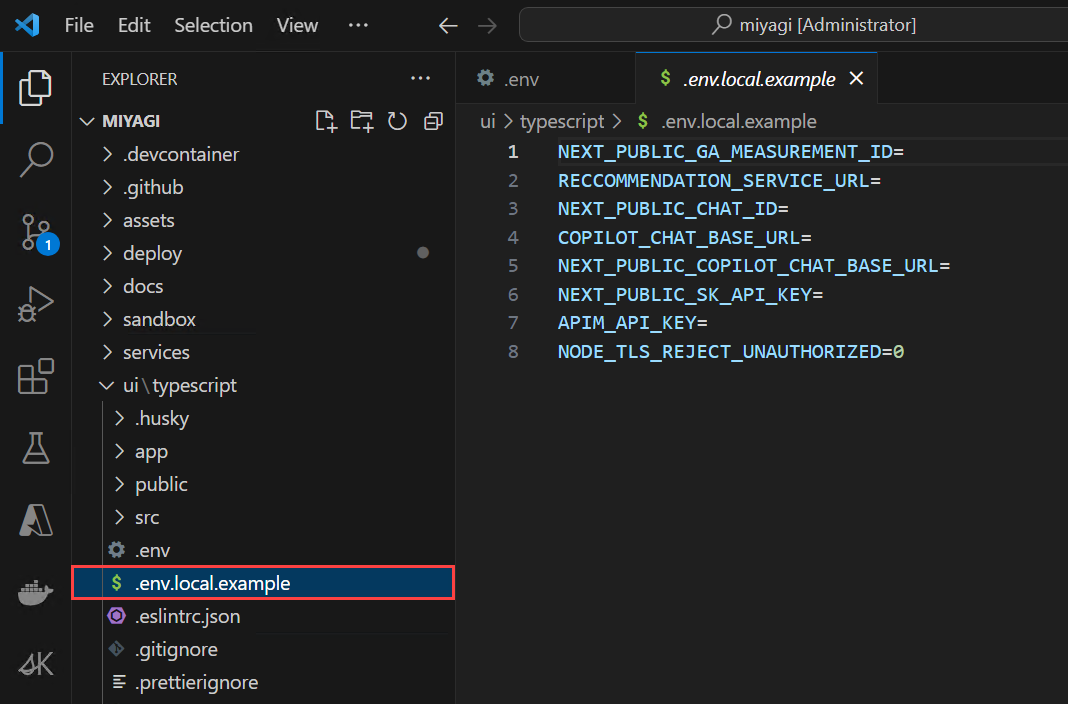 File Edit Selection View ··· miyagi [Administrator]
EXPLORER ···
MIYAGI
.devcontainer
.github
assets
deploy
docs
sandbox
services
ui\typescript
.husky
app
public
src
.env
$ .env.local.example
.eslintrc.json
.gitignore
.prettierignore
1
.env $ .env.local.example
ui > typescript > $ .env.local.example
1 NEXT_PUBLIC_GA_MEASUREMENT_ID=
2 RECCOMMENDATION_SERVICE_URL=
3 NEXT_PUBLIC_CHAT_ID=
4 COPILOT_CHAT_BASE_URL=
5 NEXT_PUBLIC_COPILOT_CHAT_BASE_URL=
6 NEXT_PUBLIC_SK_API_KEY=
7 APIM_API_KEY=
8 NODE_TLS_REJECT_UNAUTHORIZED=0